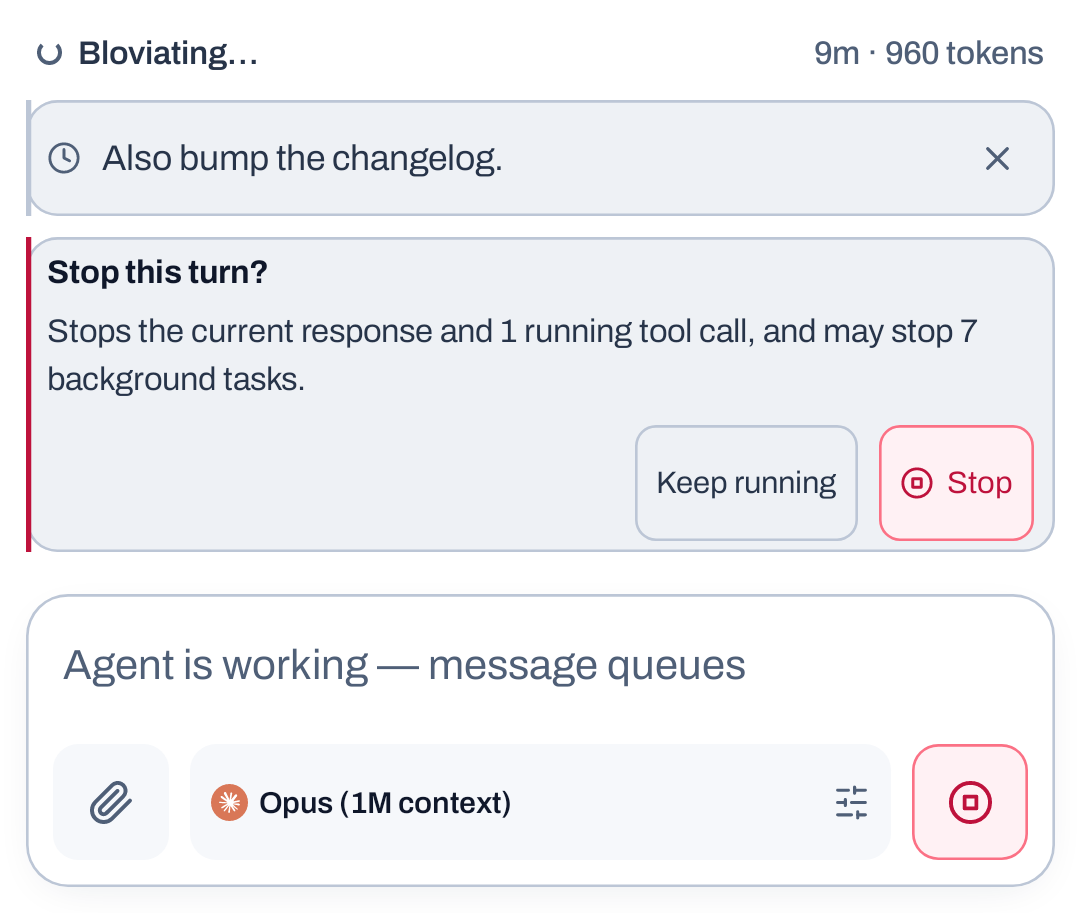 Bloviating…
9m · 960 tokens
Also bump the changelog.
Stop this turn?
Stops the current response and 1 running tool call, and may stop 7
background tasks.
Keep running
Stop
Agent is working — message queues
Opus (1M context)